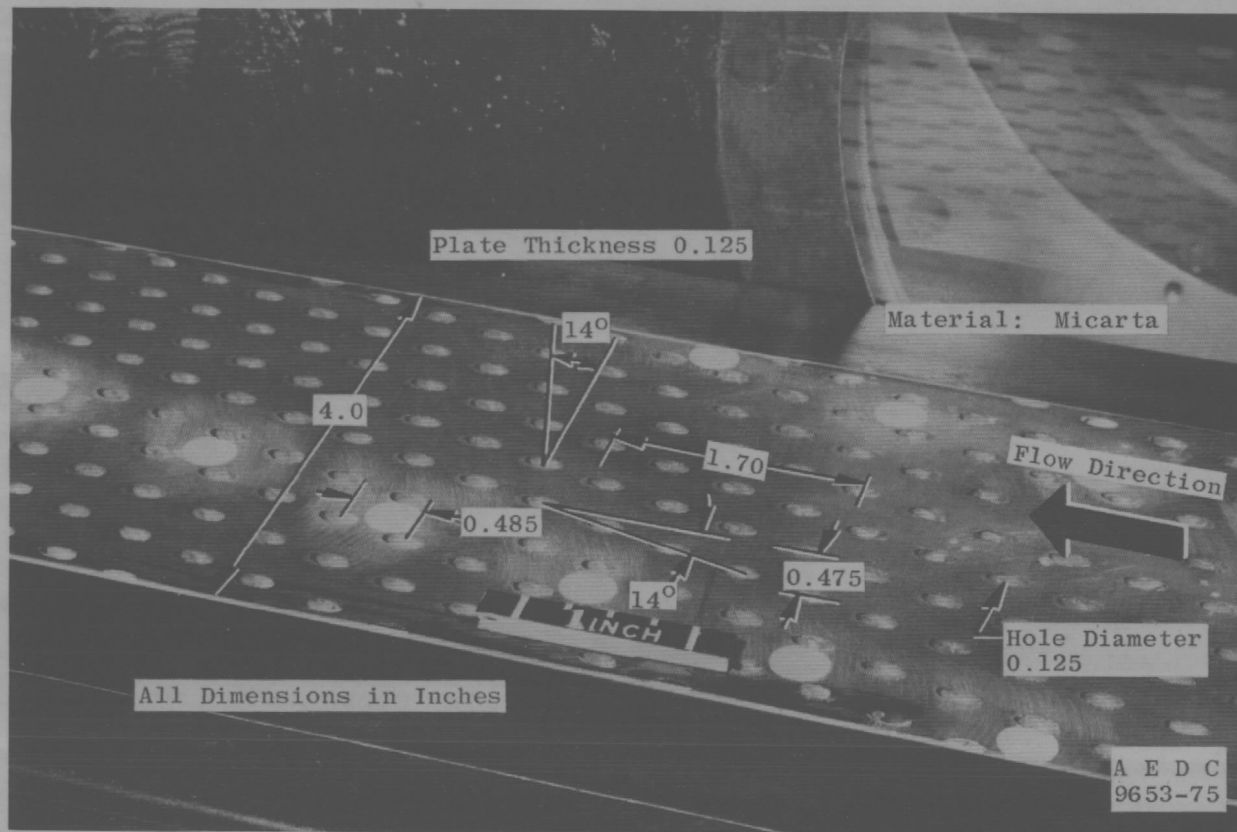 Plate Thickness 0.125
Material: Micarta
14°
4.0
1.70
Flow Direction
0.485
0.475
14°
1 INCH
Hole Diameter
0.125
All Dimensions in Inches
A E D C
9653-75